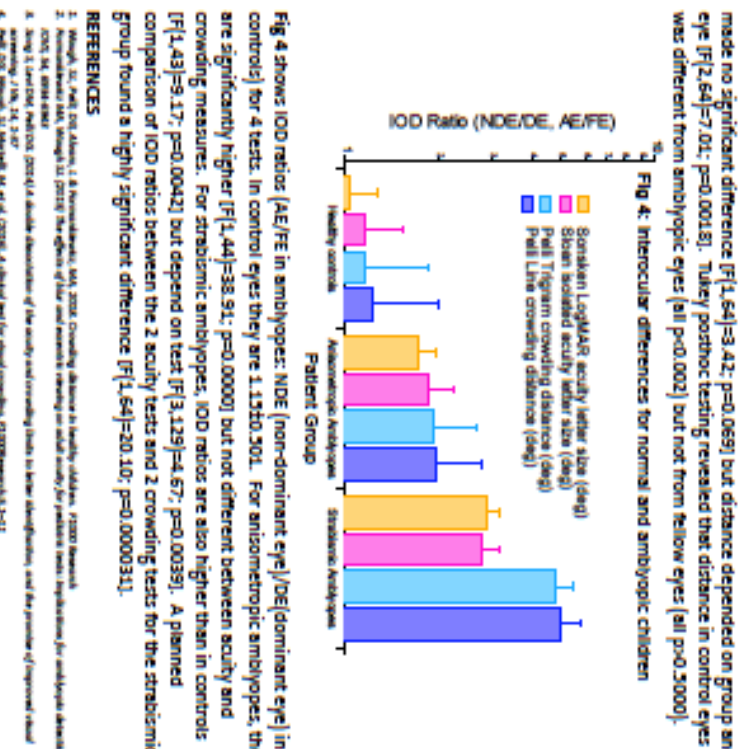 made no significant difference [F(1,64)=3.42; p=0.069] but distance depended on group an
eye [F(2,64)=7.01; p=0.0018]. Tukey posthoc testing revealed that distance in control eyes
was different from amblyopic eyes (all p<0.002) but not from fellow eyes (all p>0.3000).
Fig 4: Interocular differences for normal and amblyopic children
Sonsken LogMAR acuity letter size (deg)
Sloan isolated acuity letter size (deg)
Pelli Trigram crowding distance (deg)
Pelli Line crowding distance (deg)
IOD Ratio (NDE/DE, AE/FE)
10
1
Healthy controls
Anisometropic Amblyopes
Strabismic Amblyopes
Patient Group
Fig 4 shows IOD ratios (AE/FE in amblyopes: NDE (non-dominant eye)/DE(dominant eye) in
controls) for 4 tests. In control eyes they are 1.13±0.301. For anisometropic amblyopes, th
are significantly higher [F(1,44)=38.91; p=0.0000] but not different between acuity and
crowding measures. For strabismic amblyopes, IOD ratios are also higher than in controls
[F(1,43)=9.17; p=0.0042] but depend on test [F(3,129)=4.67; p=0.0039]. A planned
comparison of IOD ratios between the 2 acuity tests and 2 crowding tests for the strabismic
group found a highly significant difference [F(1,64)=20.10; p=0.000031].
REFERENCES